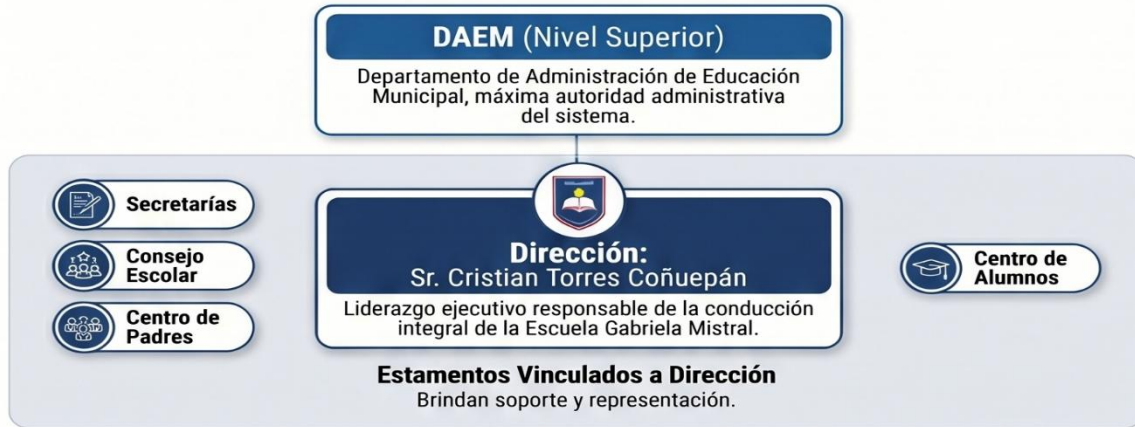 DAEM (Nivel Superior)
Departamento de Administración de Educación
Municipal, máxima autoridad administrativa
del sistema.
Secretarías
Consejo
Escolar
Centro de
Padres
Dirección:
Sr. Cristian Torres Coñuepán
Liderazgo ejecutivo responsable de la conducción
integral de la Escuela Gabriela Mistral.
Centro de
Alumnos
Estamentos Vinculados a Dirección
Brindan soporte y representación.